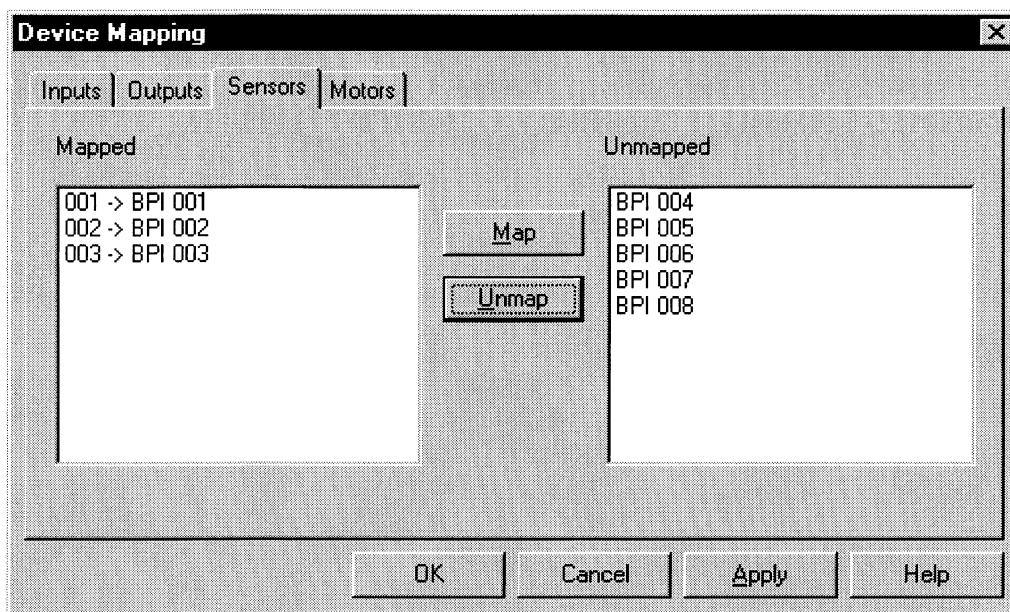 Device Mapping
Inputs Outputs Sensors Motors
Mapped
Unmapped
001 -> BPI 001
002 -> BPI 002
003 -> BPI 003
Map
Unmap
BPI 004
BPI 005
BPI 006
BPI 007
BPI 008
OK Cancel Apply Help